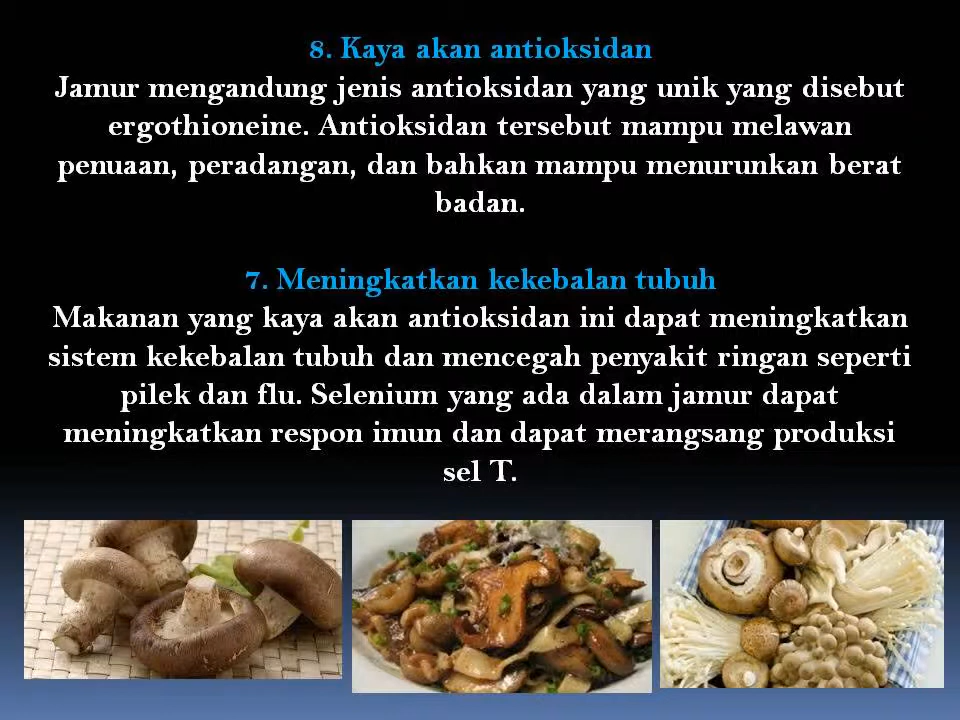 8. Kaya akan antioksidan
Jamur mengandung jenis antioksidan yang unik yang disebut
ergothioneine. Antioksidan tersebut mampu melawan
penuaan, peradangan, dan bahkan mampu menurunkan berat
badan.
7. Meningkatkan kekebalan tubuh
Makanan yang kaya akan antioksidan ini dapat meningkatkan
sistem kekebalan tubuh dan mencegah penyakit ringan seperti
pilek dan flu. Selenium yang ada dalam jamur dapat
meningkatkan respon imun dan dapat merangsang produksi
sel T.